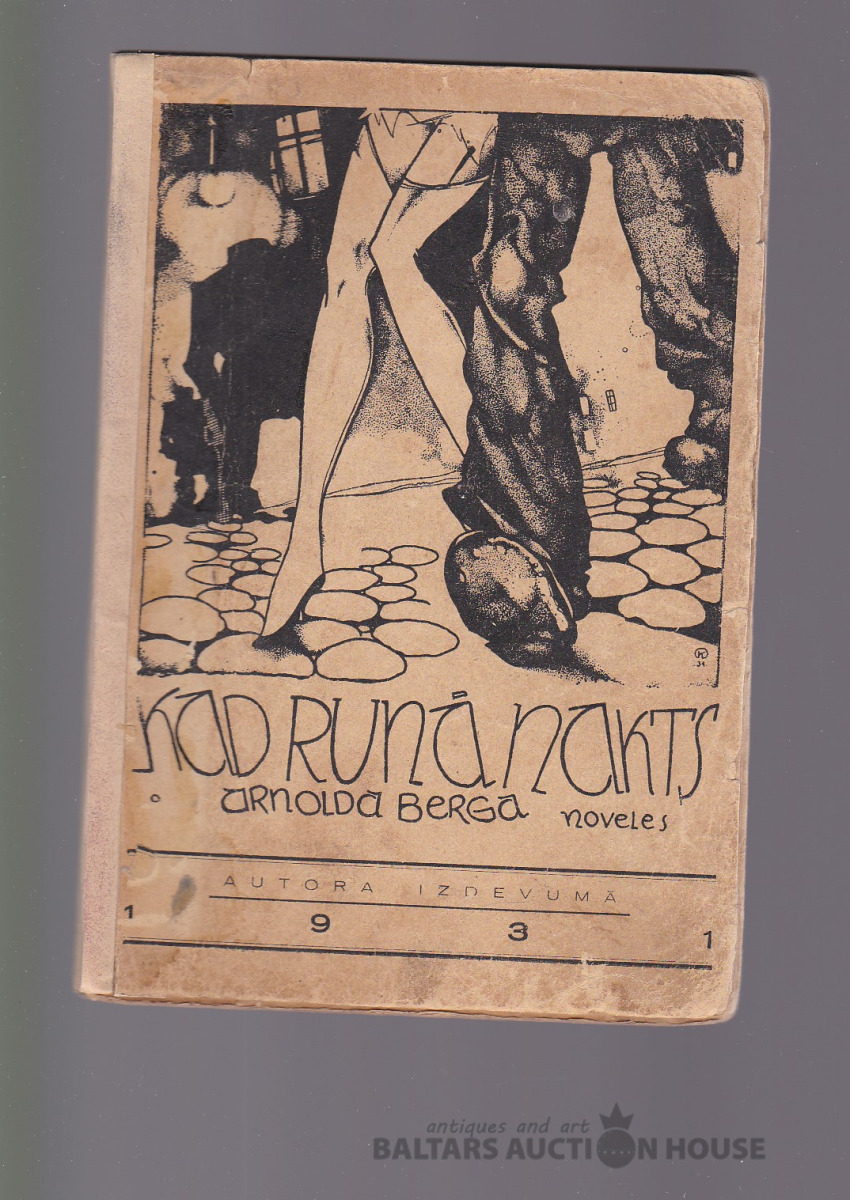 KAD RUNĀ NAKTS
ARNOLDA BERGA noveles
AUTORA IZDEVUMĀ
1 9 3 1
antiques and art
BALTARS AUCTION HOUSE